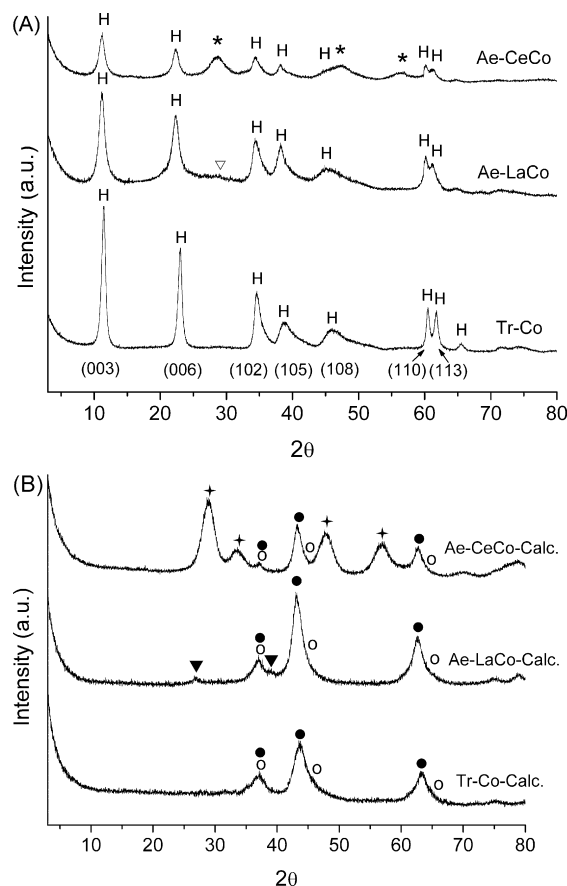 (A)
H H * H H H * * H H
Ae-CeCo
H H ▽ H H H H H
Ae-LaCo
H H H H H H H H
Tr-Co
(003) (006) (102) (105) (108) (110) (113)
Intensity (a.u.)
10 20 30 40 50 60 70 80
2θ
(B)
✦ ✦ ● o ● o ✦ ✦ ● o
Ae-CeCo-Calc.
▼ ● o ▼ ● o ● o
Ae-LaCo-Calc.
● o ● o ● o
Tr-Co-Calc.
Intensity (a.u.)
10 20 30 40 50 60 70 80
2θ